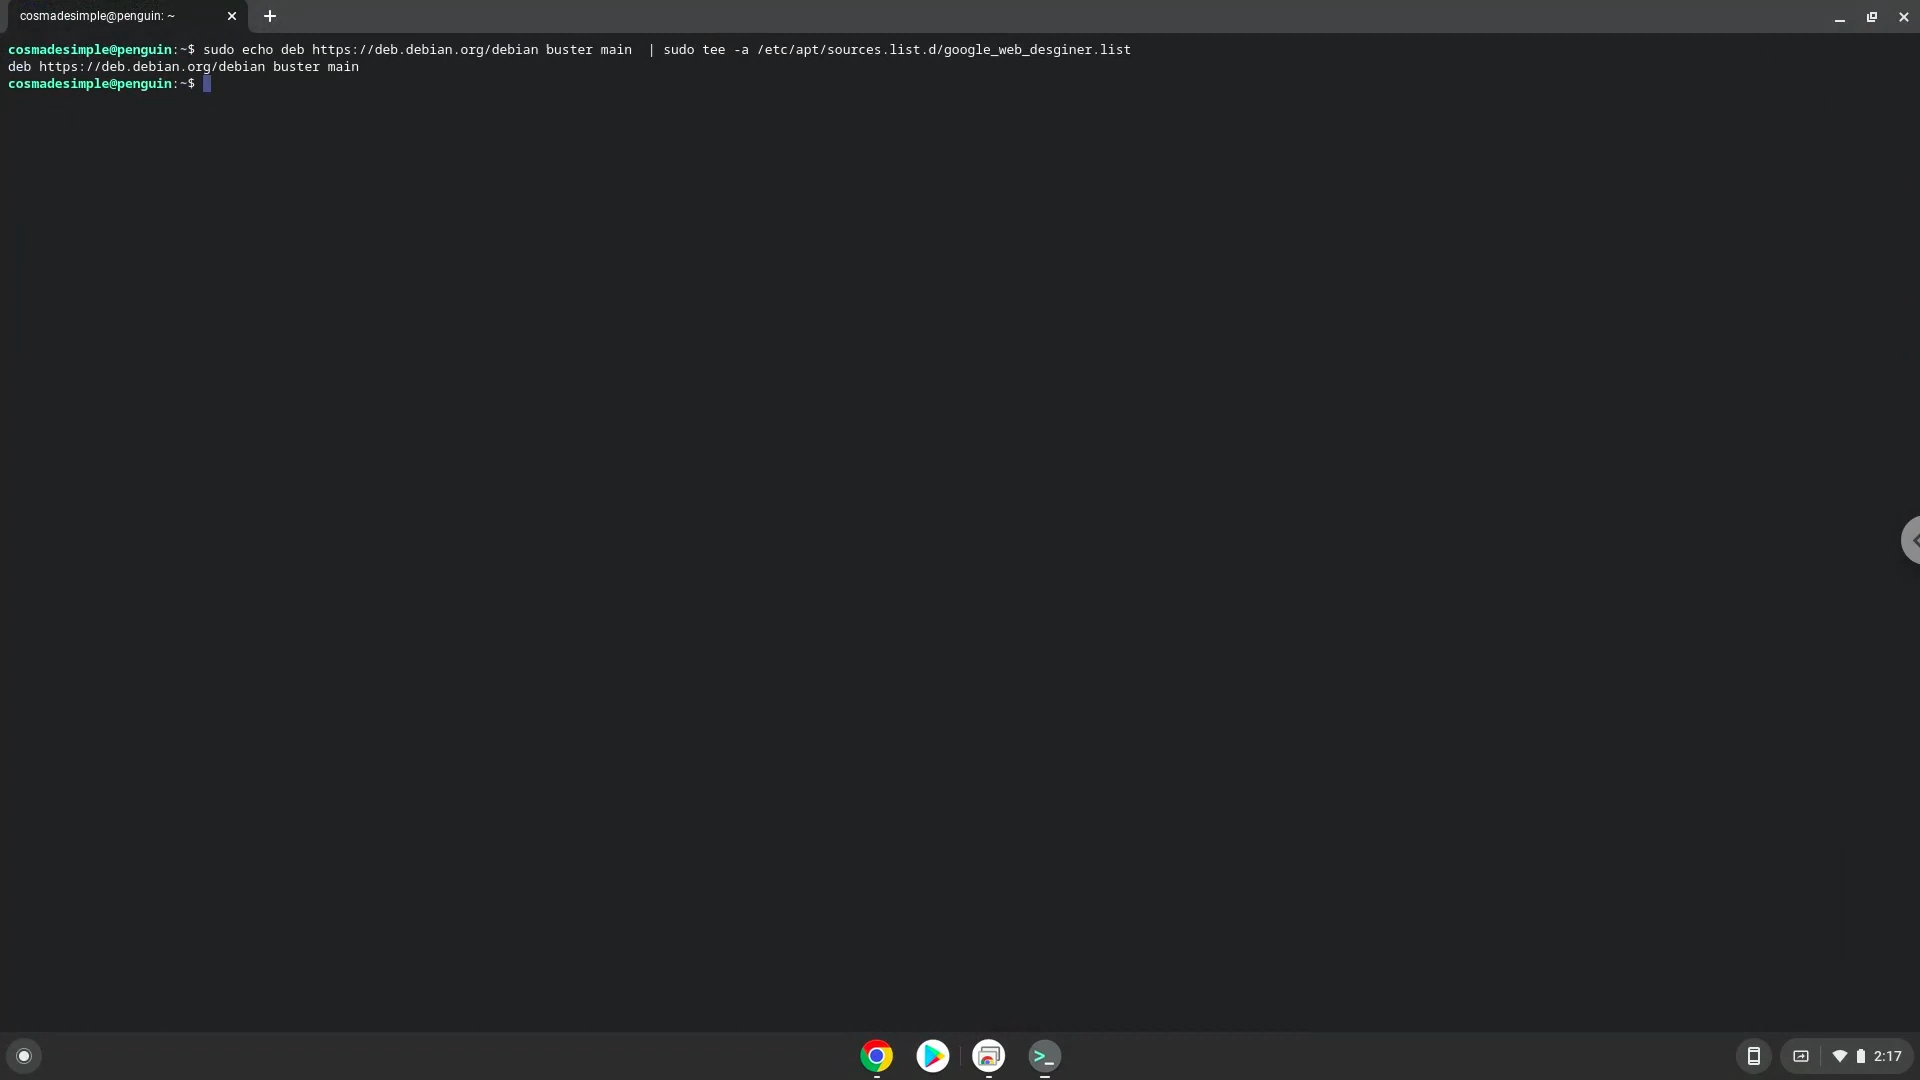 cosmadesimple@penguin: ~
cosmadesimple@penguin:~$ sudo echo deb https://deb.debian.org/debian buster main  | sudo tee -a /etc/apt/sources.list.d/google_web_desginer.list
deb https://deb.debian.org/debian buster main
cosmadesimple@penguin:~$
2:17